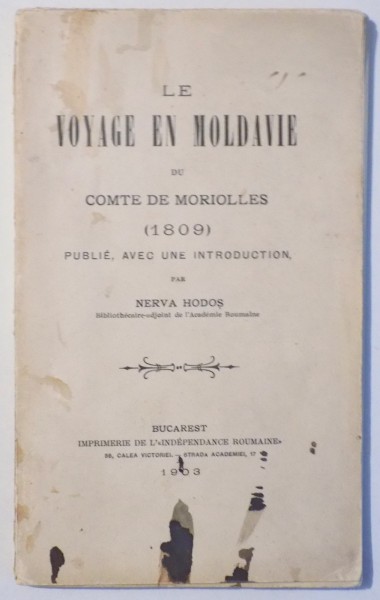 LE
VOYAGE EN MOLDAVIE
DU
COMTE DE MORIOLLES
(1809)
PUBLIÉ, AVEC UNE INTRODUCTION,
PAR
NERVA HODOȘ
Bibliothécaire-adjoint de l'Académie Roumaine
BUCAREST
IMPRIMERIE DE L'«INDÉPENDANCE ROUMAINE»
CALEA VICTORIEI — STRADA ACADEMIEI, 17
1903